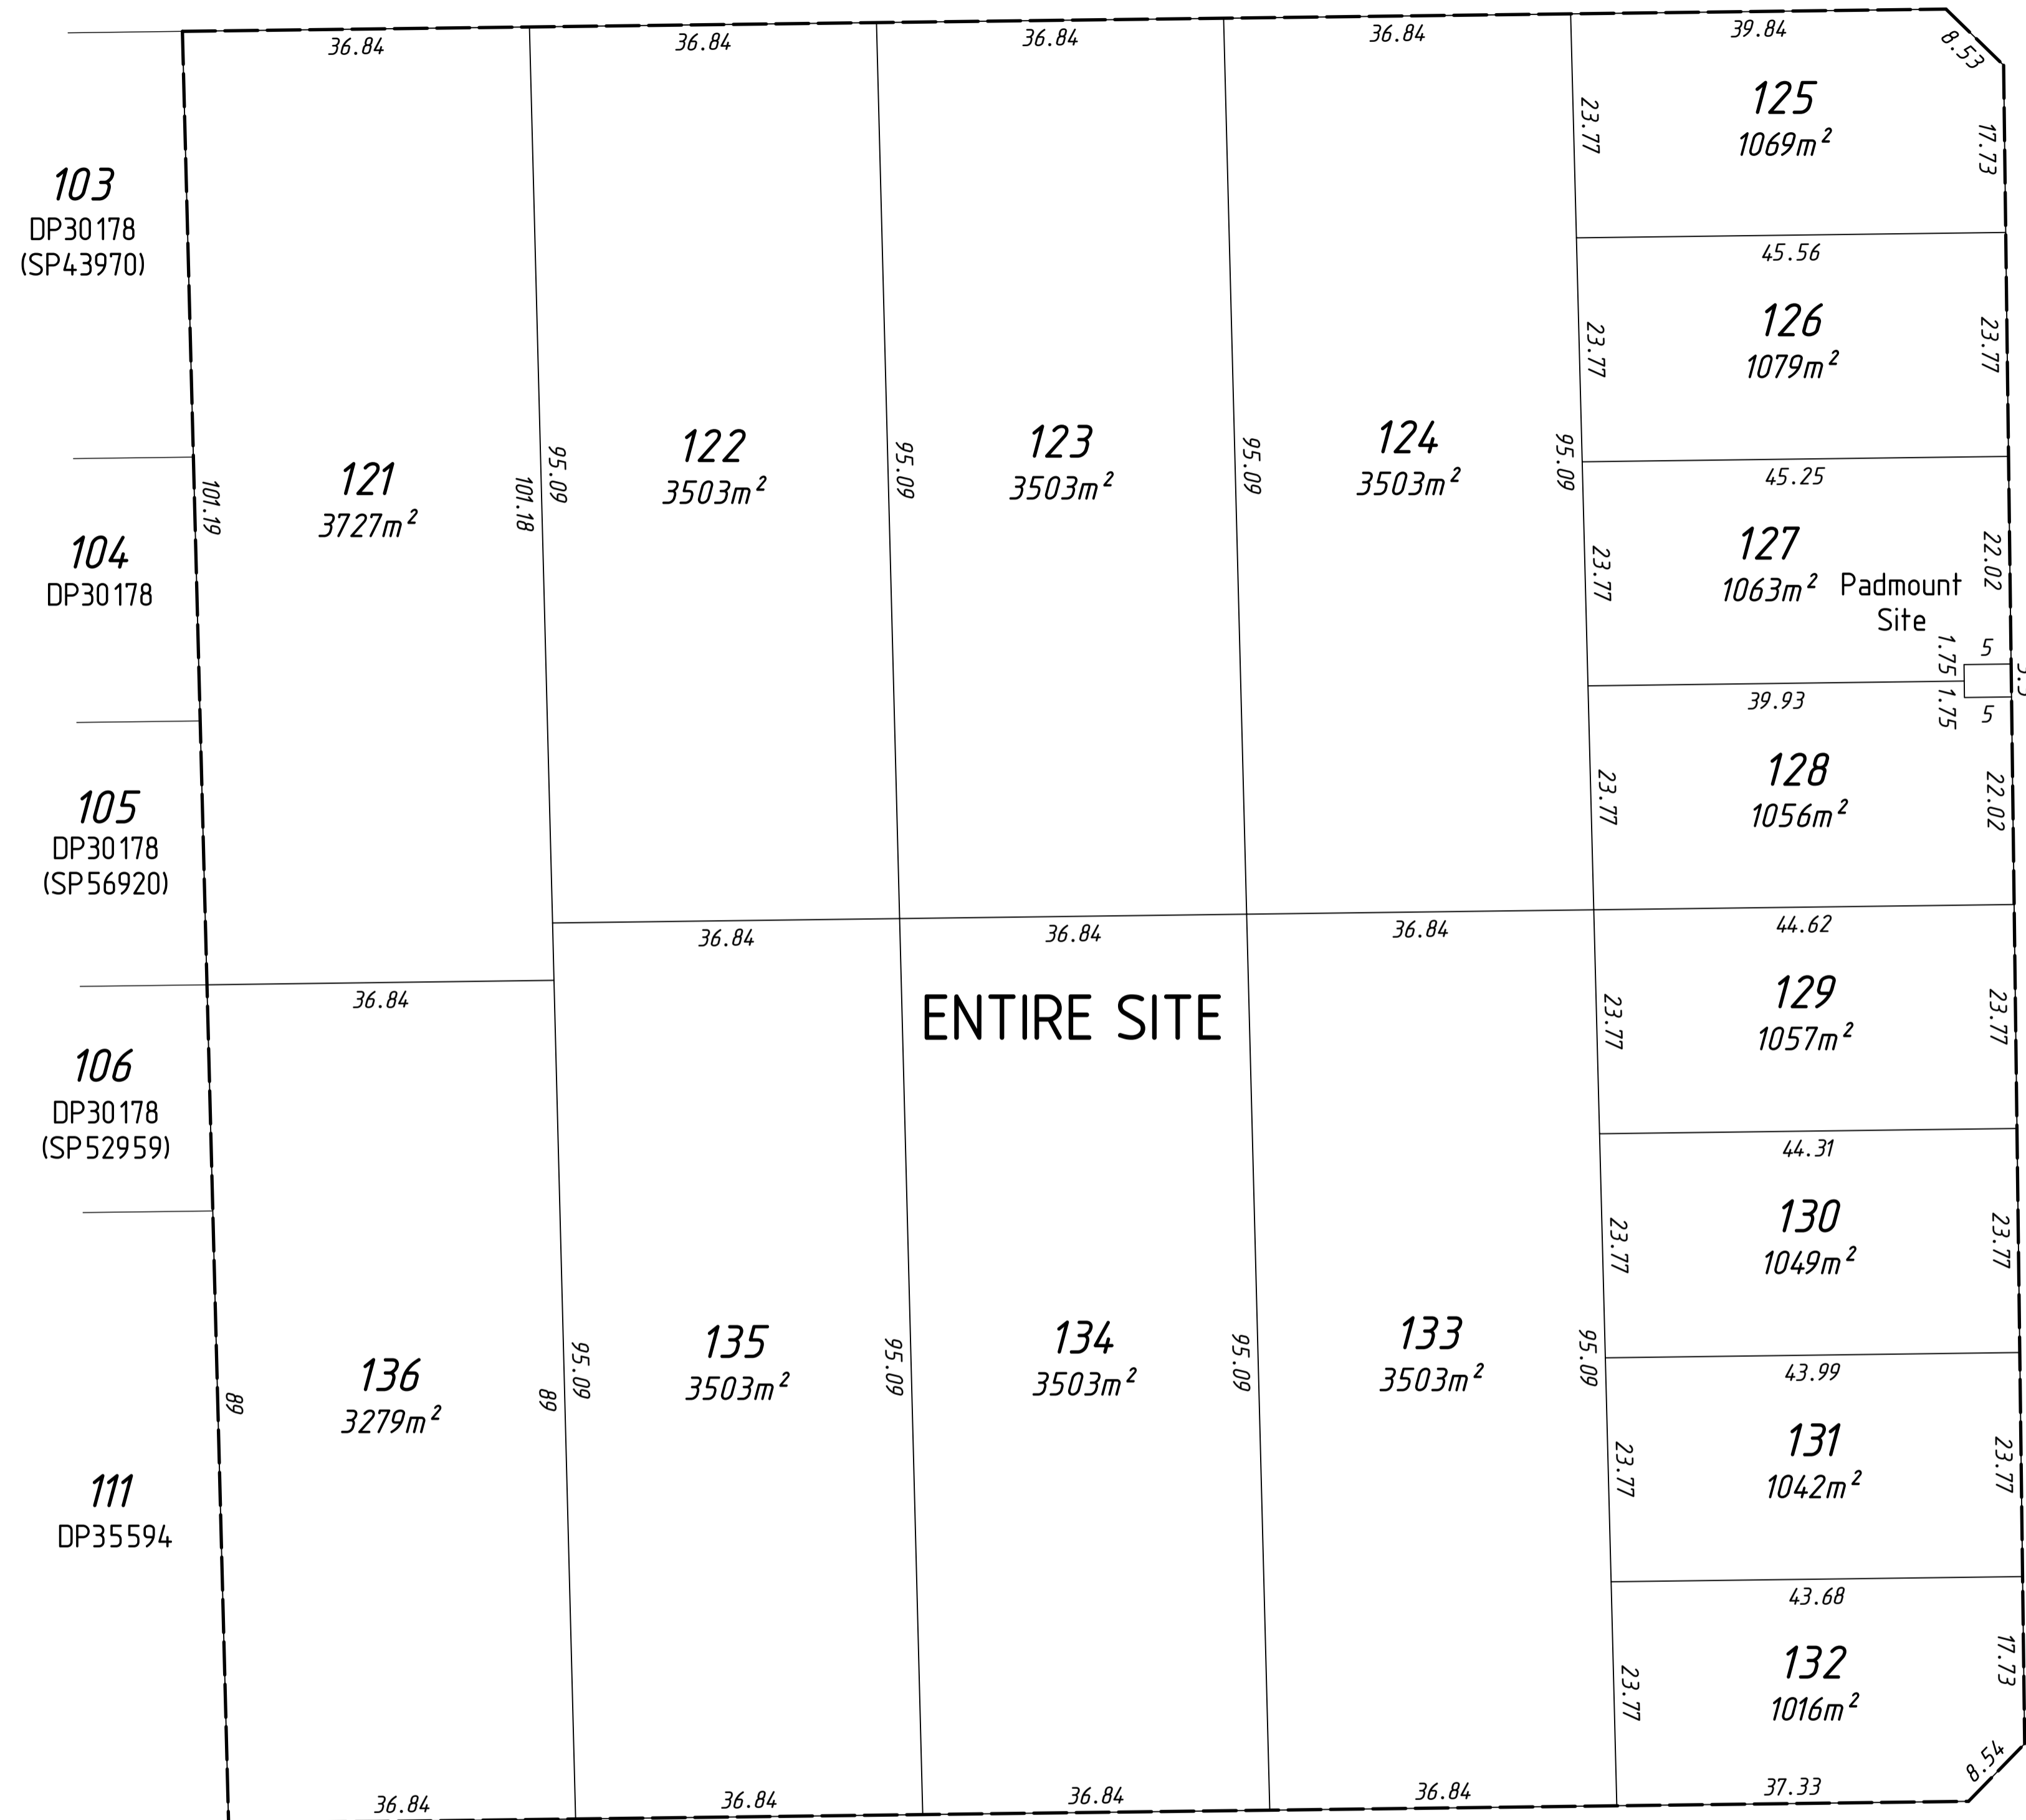 36.84
36.84
36.84
36.84
39.84
8.53
103
DP30178
(SP43970)
23.77
125
1069m²
17.73
45.56
23.77
126
1079m²
23.77
104
DP30178
101.19
121
3727m²
101.18
95.09
122
3503m²
95.09
123
3503m²
95.09
124
3503m²
95.09
45.25
23.77
127
1063m²
22.02
Padmount
Site
1.75
5
39.93
1.75
5
105
DP30178
(SP56920)
23.77
128
1056m²
22.02
36.84
36.84
36.84
44.62
36.84
ENTIRE SITE
23.77
129
1057m²
23.77
106
DP30178
(SP52959)
44.31
23.77
130
1049m²
23.77
89
136
3279m²
89
95.09
135
3503m²
95.09
134
3503m²
95.09
133
3503m²
95.09
43.99
23.77
131
1042m²
23.77
111
DP35594
43.68
23.77
132
1016m²
17.73
8.54
36.84
36.84
36.84
36.84
37.33